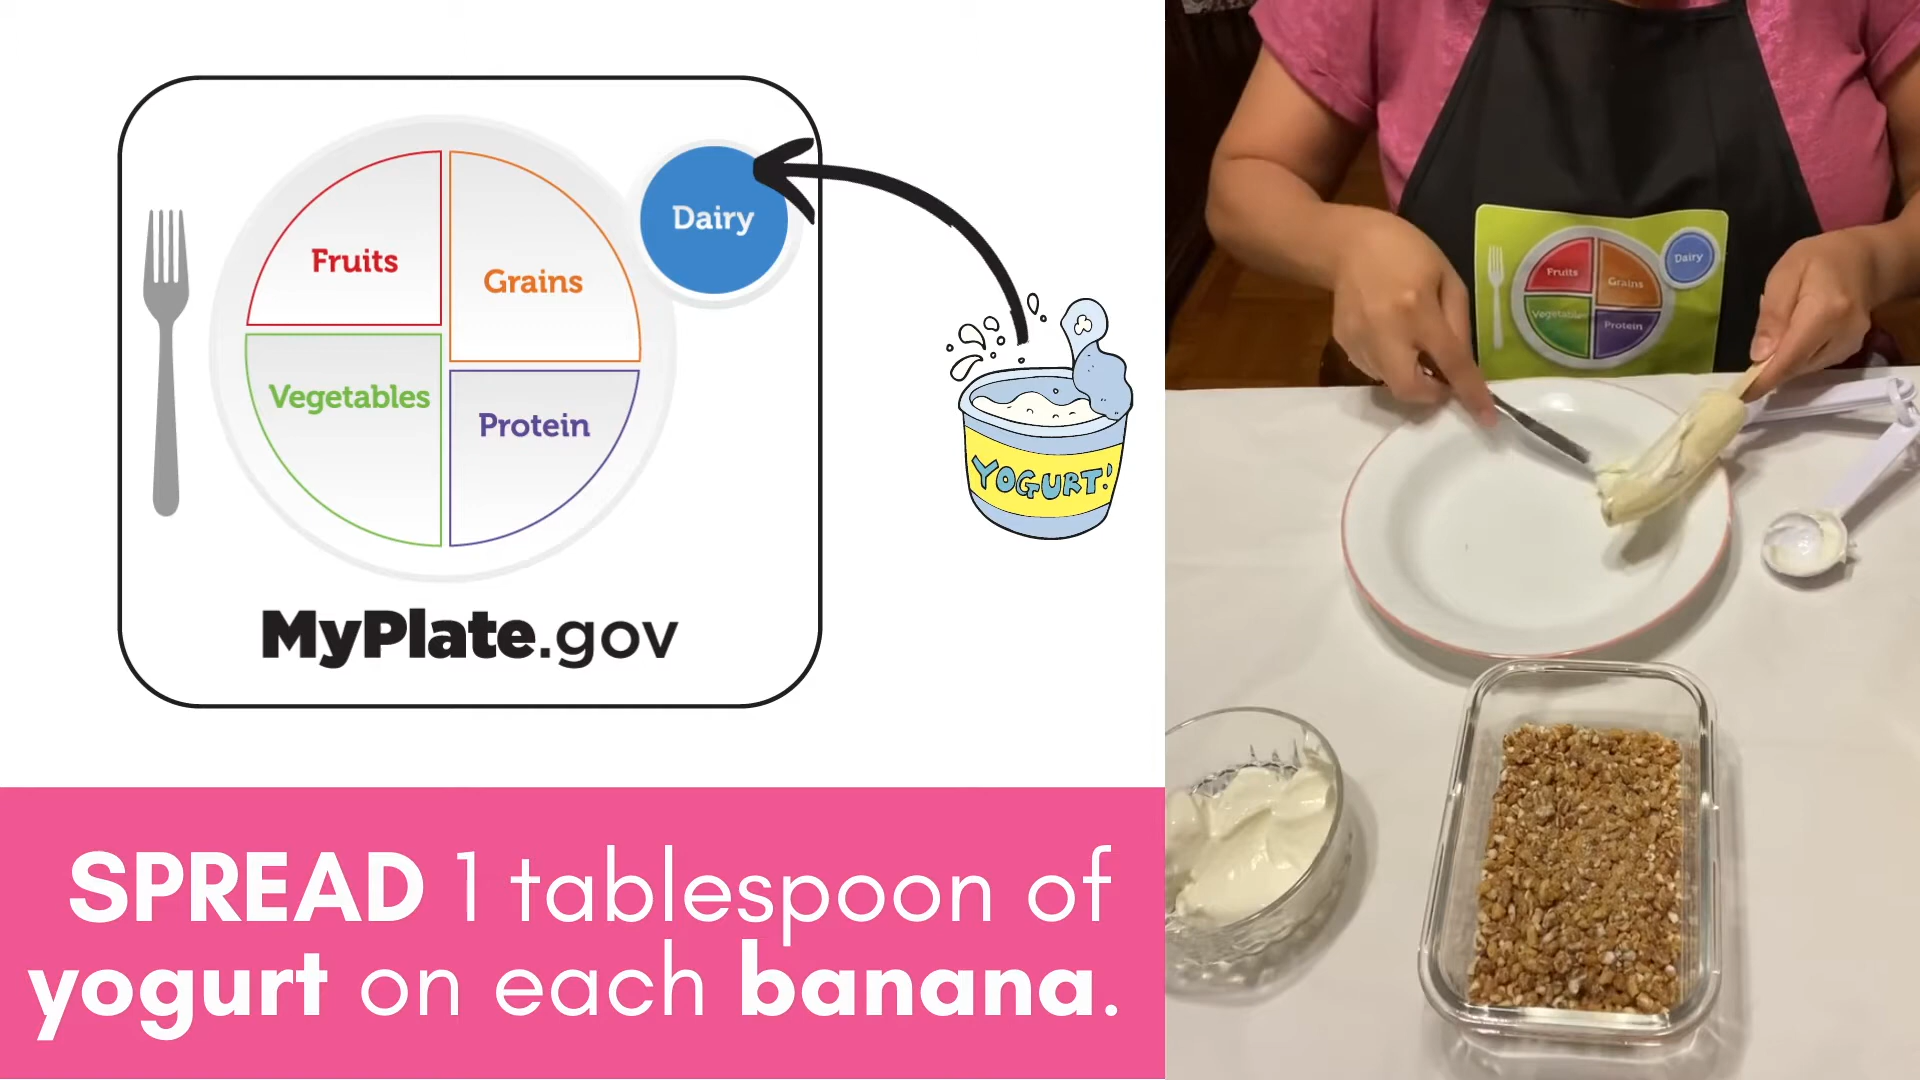 Fruits
Grains
Dairy
Vegetables
Protein
MyPlate.gov
YOGURT!
SPREAD 1 tablespoon of
yogurt on each banana.
Fruits
Grains
Dairy
Vegetables
Protein